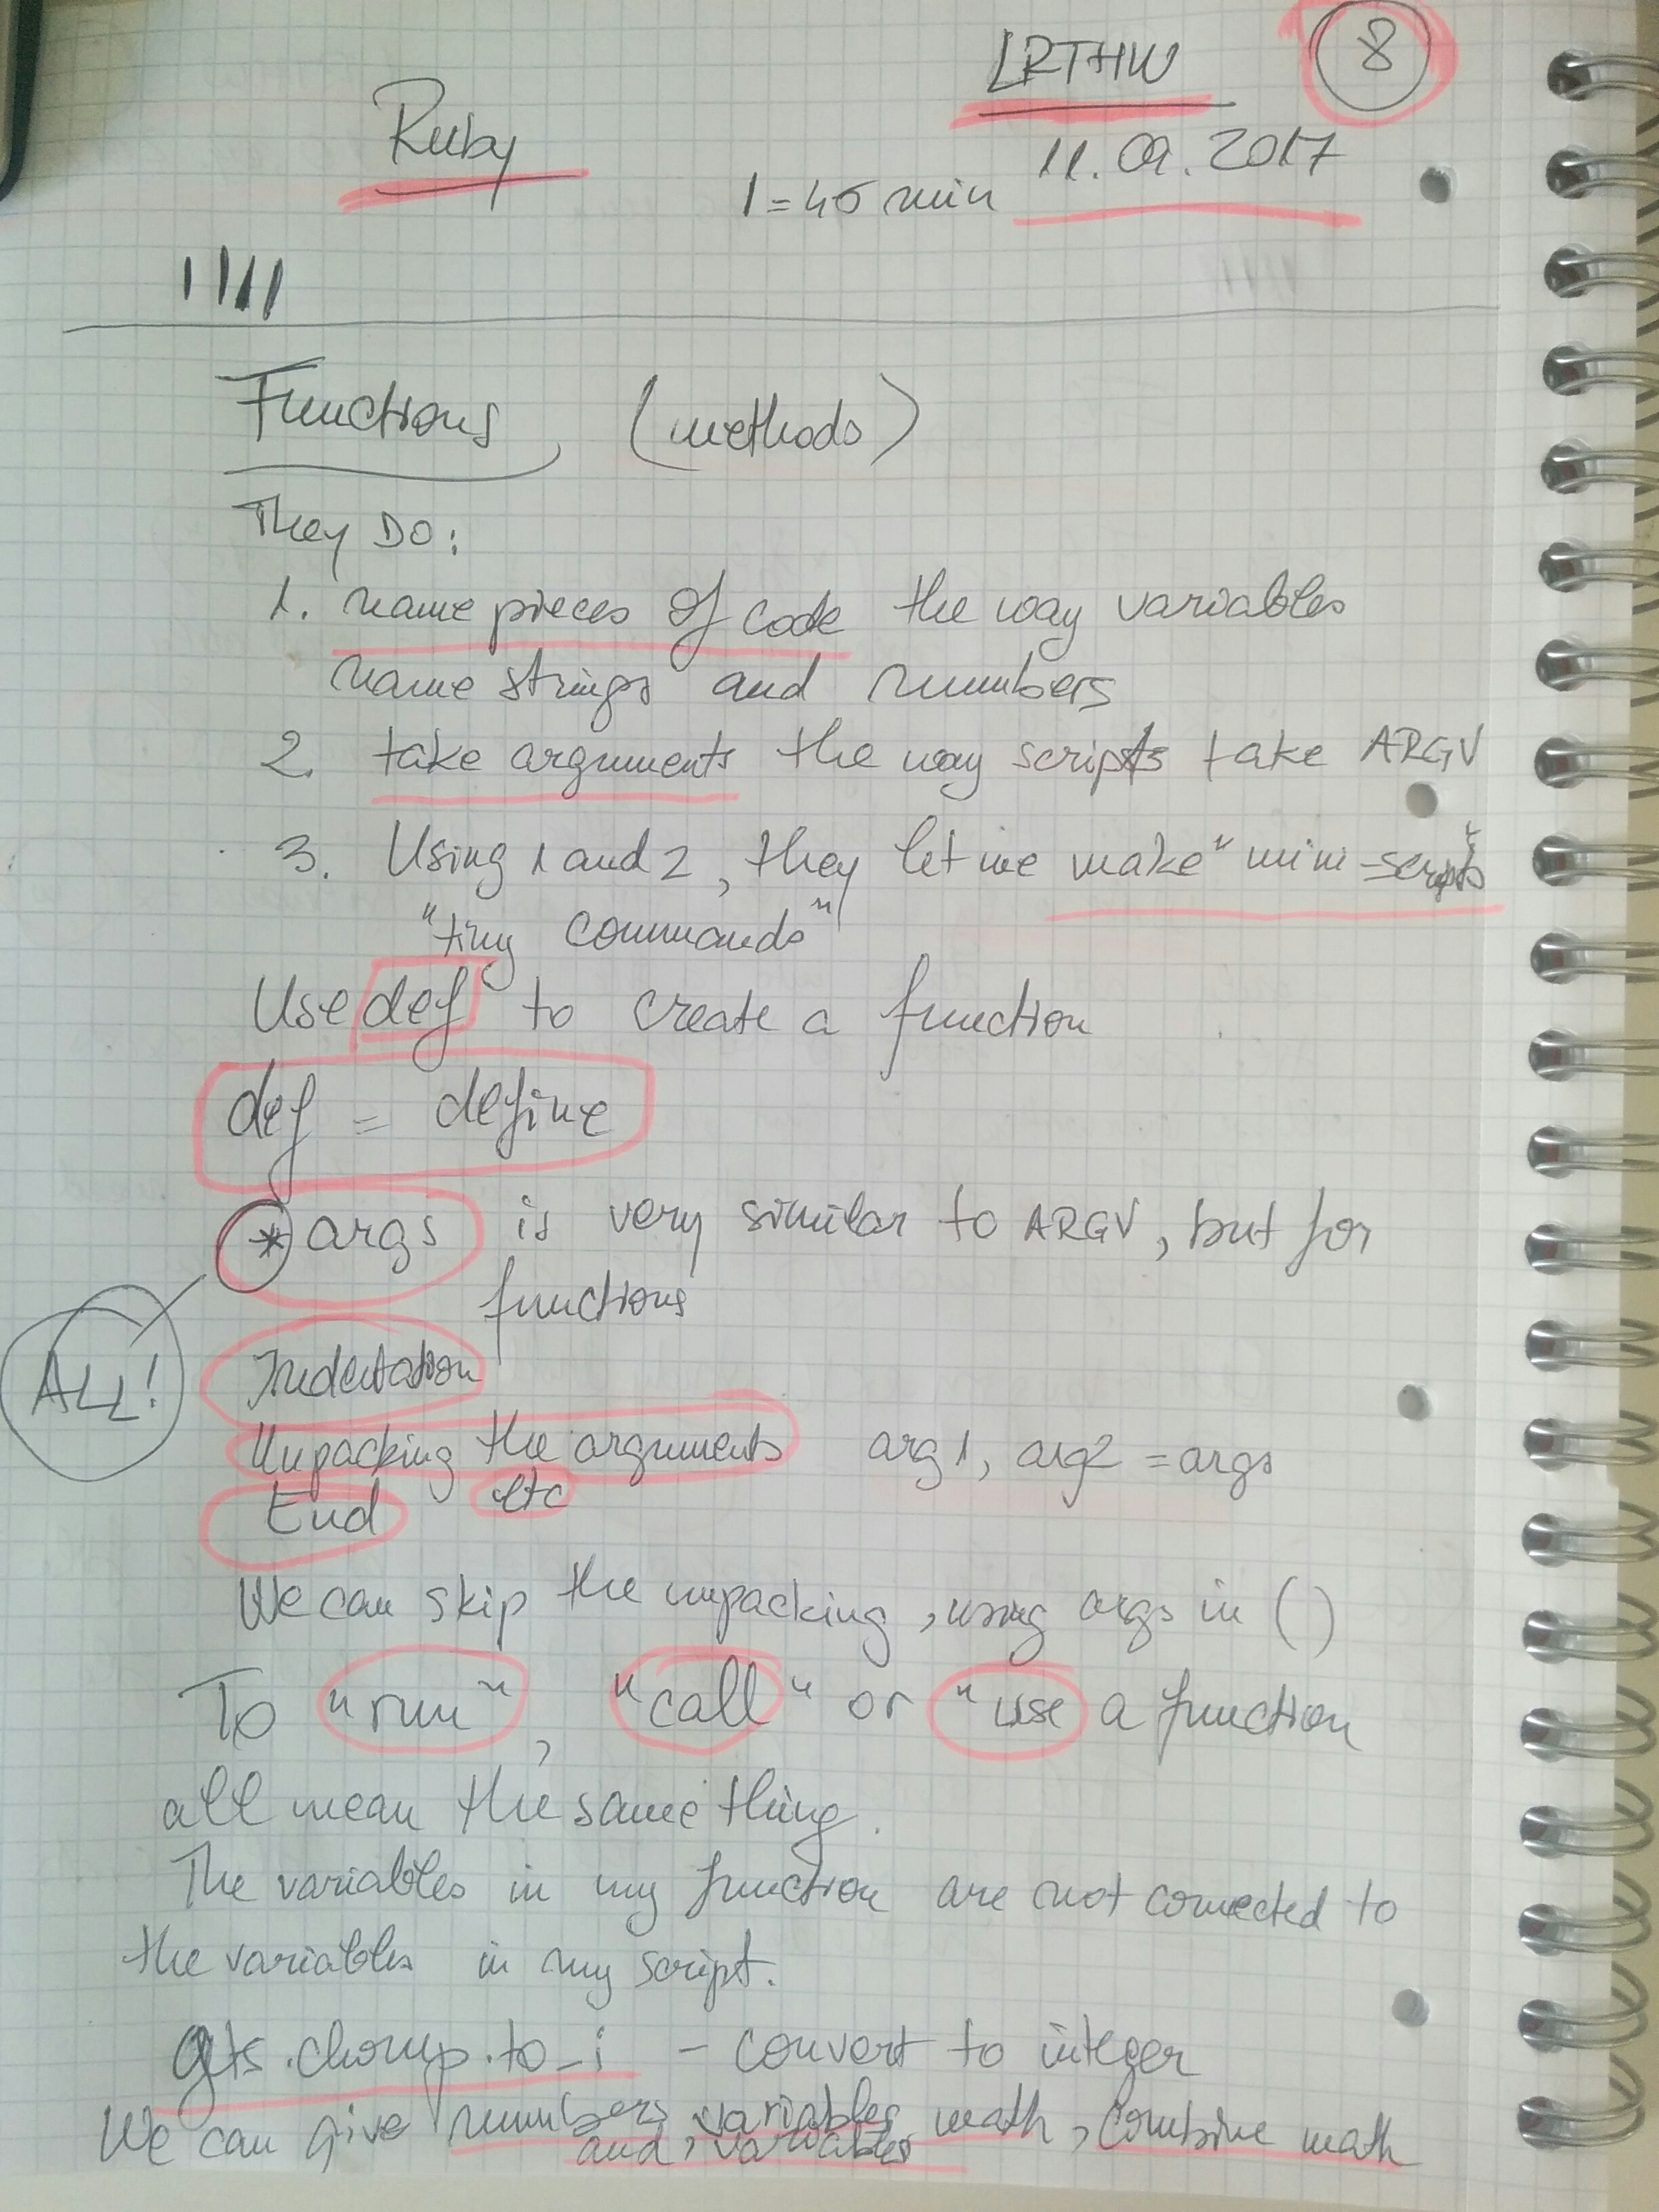 LRTHW 8
Ruby
11.09.2017
1 = 45 min
Functions (methods)
They DO:
1. name pieces of code the way variables
name strings and numbers
2. take arguments the way scripts take ARGV
3. Using 1 and 2, they let me make "mini-scripts"
"tiny commands"
Use def to create a function
def = define
* args is very similar to ARGV, but for
functions
ALL!
Indentation
Unpacking the arguments arg1, arg2 = args
End etc
We can skip the unpacking, using args in ()
To "run", "call" or "use a function
all mean the same thing.
The variables in my function are not connected to
the variables in my script.
gets.chomp.to_i - convert to integer
We can give numbers, variables, math, combine math
and variables